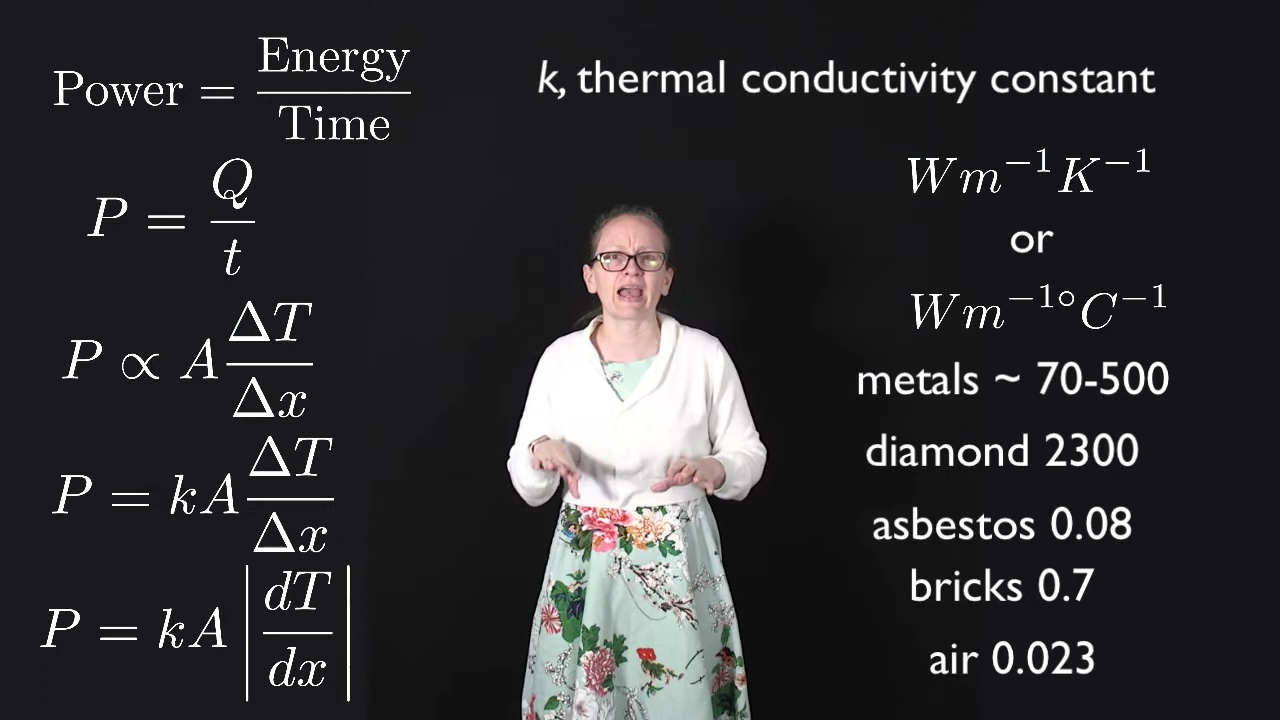 Power = Energy / Time
P = Q / t
P ∝ A ΔT / Δx
P = kA ΔT / Δx
P = kA |dT / dx|
k, thermal conductivity constant
Wm⁻¹K⁻¹
or
Wm⁻¹°C⁻¹
metals ~ 70-500
diamond 2300
asbestos 0.08
bricks 0.7
air 0.023